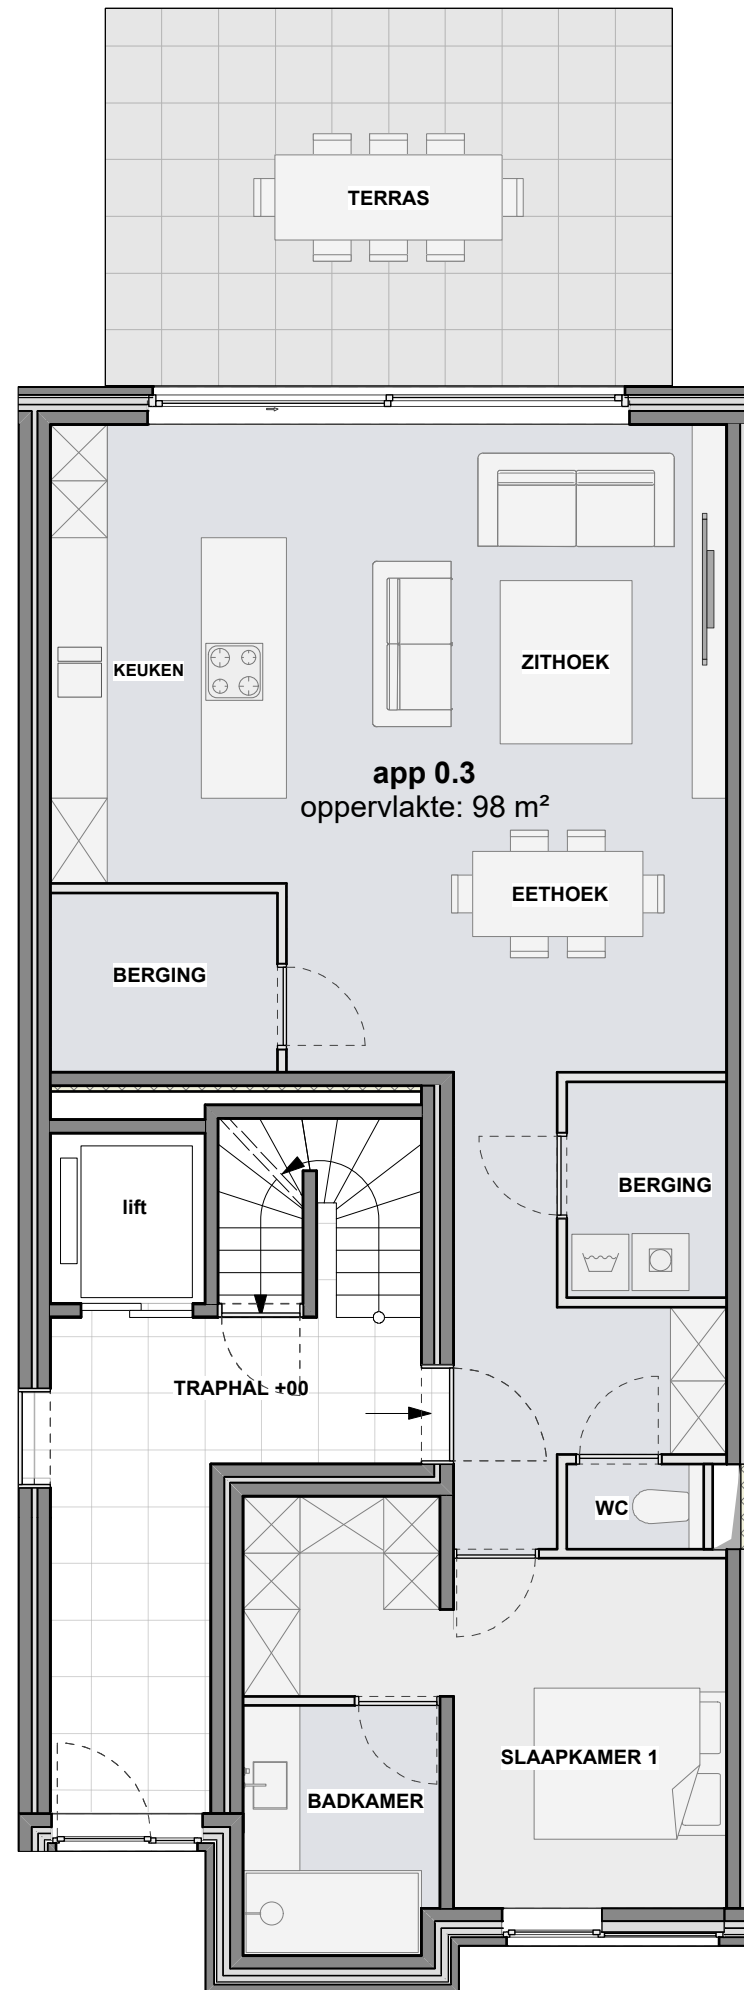 TERRAS
KEUKEN
ZITHOEK
app 0.3
oppervlakte: 98 m²
EETHOEK
BERGING
BERGING
lift
TRAPHAL +00
WC
SLAAPKAMER 1
BADKAMER